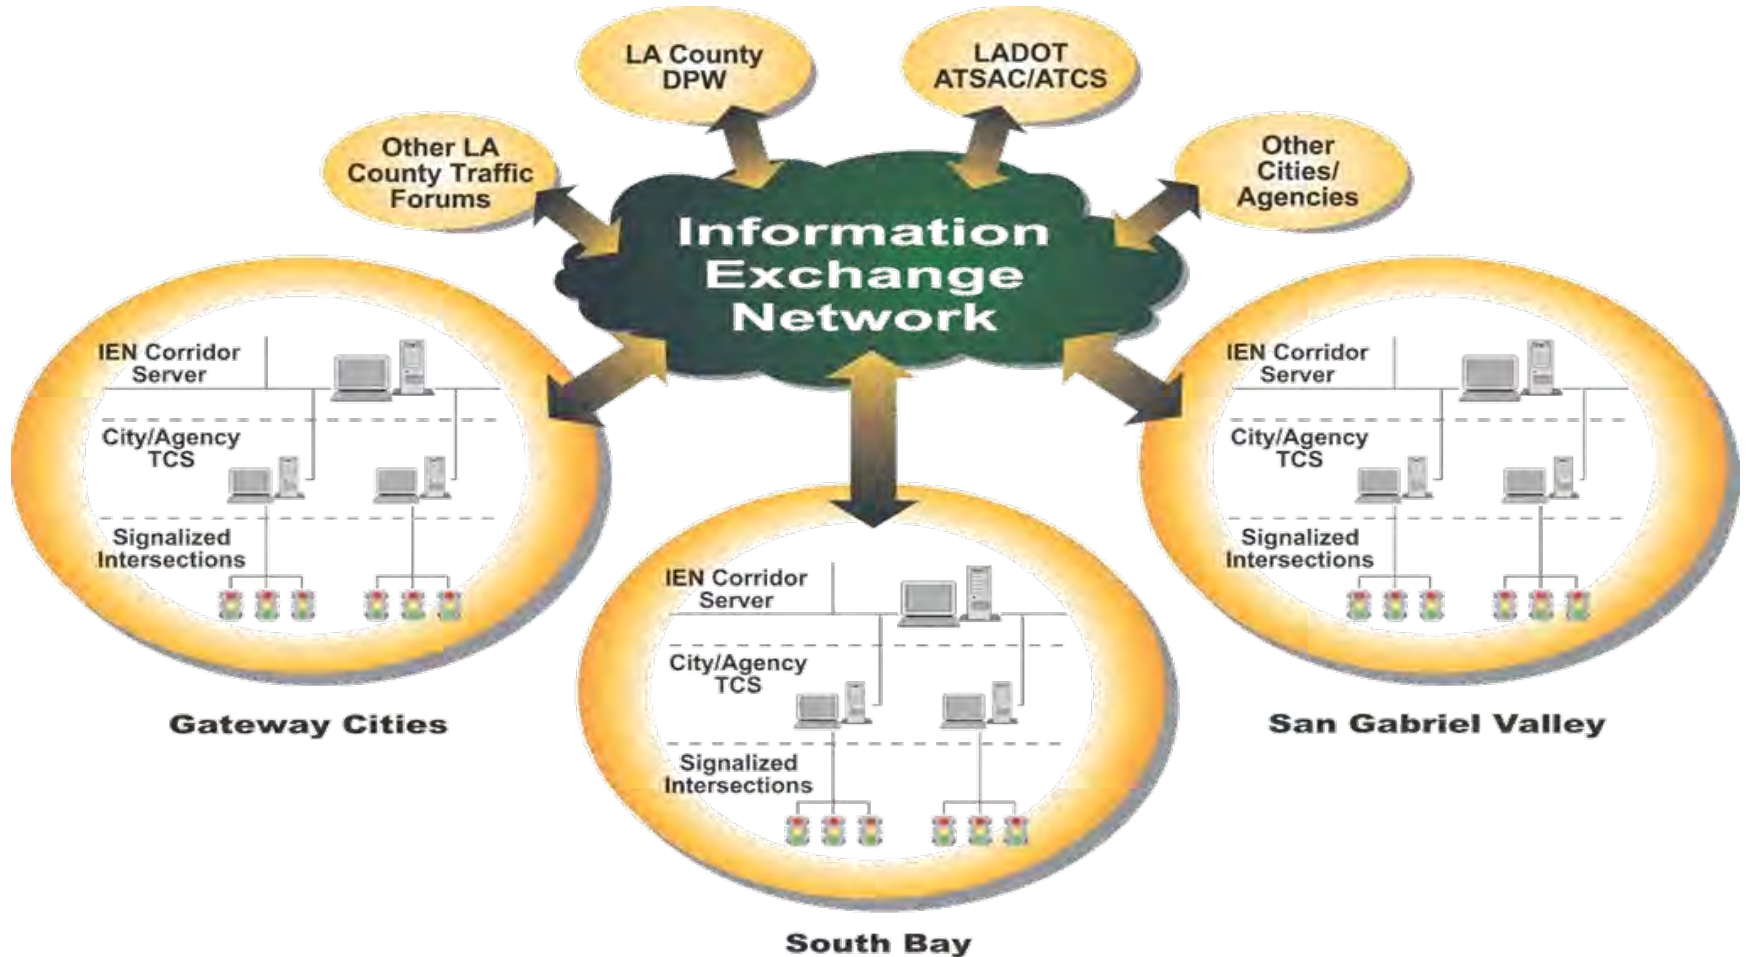 LA County
DPW
LADOT
ATSAC/ATCS
Other LA
County Traffic
Forums
Other
Cities/
Agencies
Information
Exchange
Network
IEN Corridor
Server
City/Agency
TCS
Signalized
Intersections
Gateway Cities
IEN Corridor
Server
City/Agency
TCS
Signalized
Intersections
South Bay
IEN Corridor
Server
City/Agency
TCS
Signalized
Intersections
San Gabriel Valley